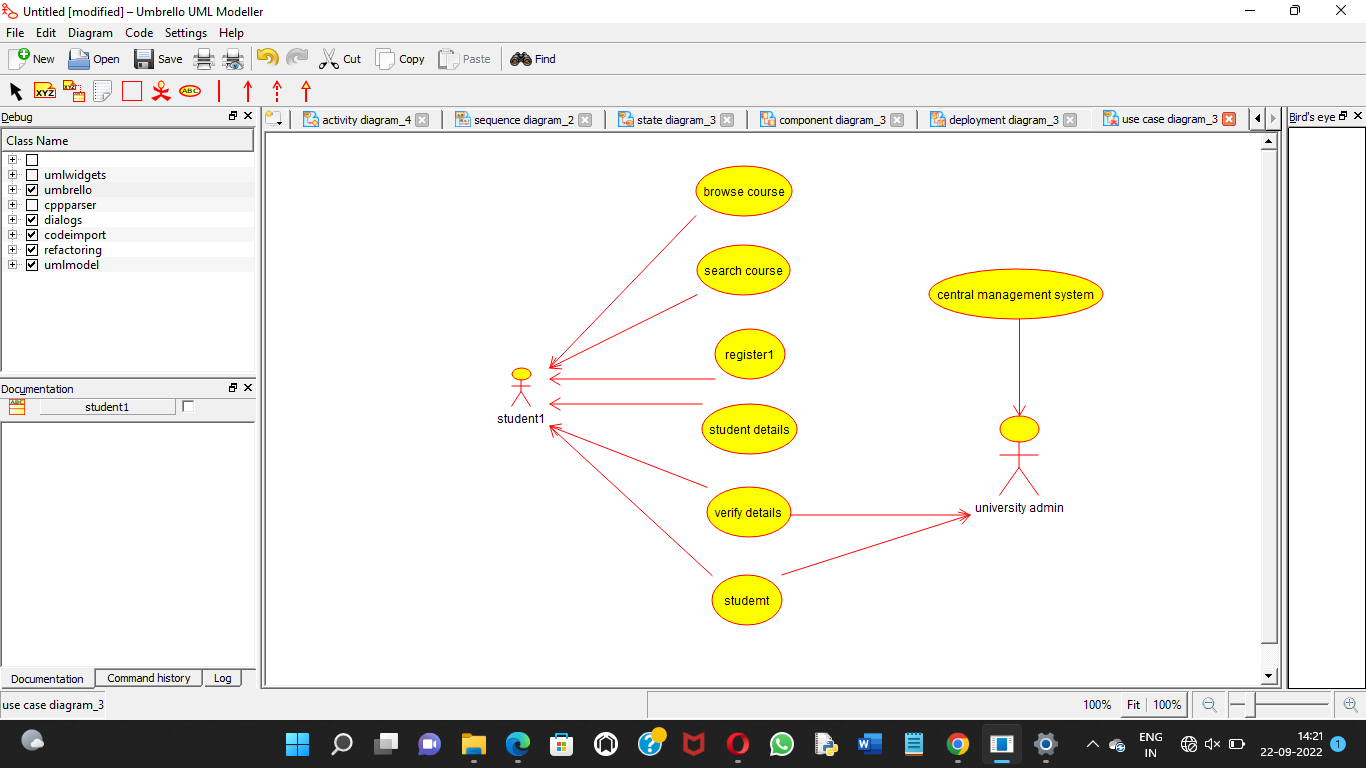 Untitled [modified] – Umbrello UML Modeller
File Edit Diagram Code Settings Help
New Open Save Cut Copy Paste Find
XYZ XYZ ABC
Debug
Class Name
umlwidgets
umbrello
cppparser
dialogs
codeimport
refactoring
umlmodel
Documentation
student1
Documentation Command history Log
activity diagram_4 sequence diagram_2 state diagram_3 component diagram_3 deployment diagram_3 use case diagram_3
Bird's eye
browse course
search course
central management system
register1
student1
student details
verify details
university admin
studemt
use case diagram_3
100% Fit 100%
ENG
IN
14:21
22-09-2022
1